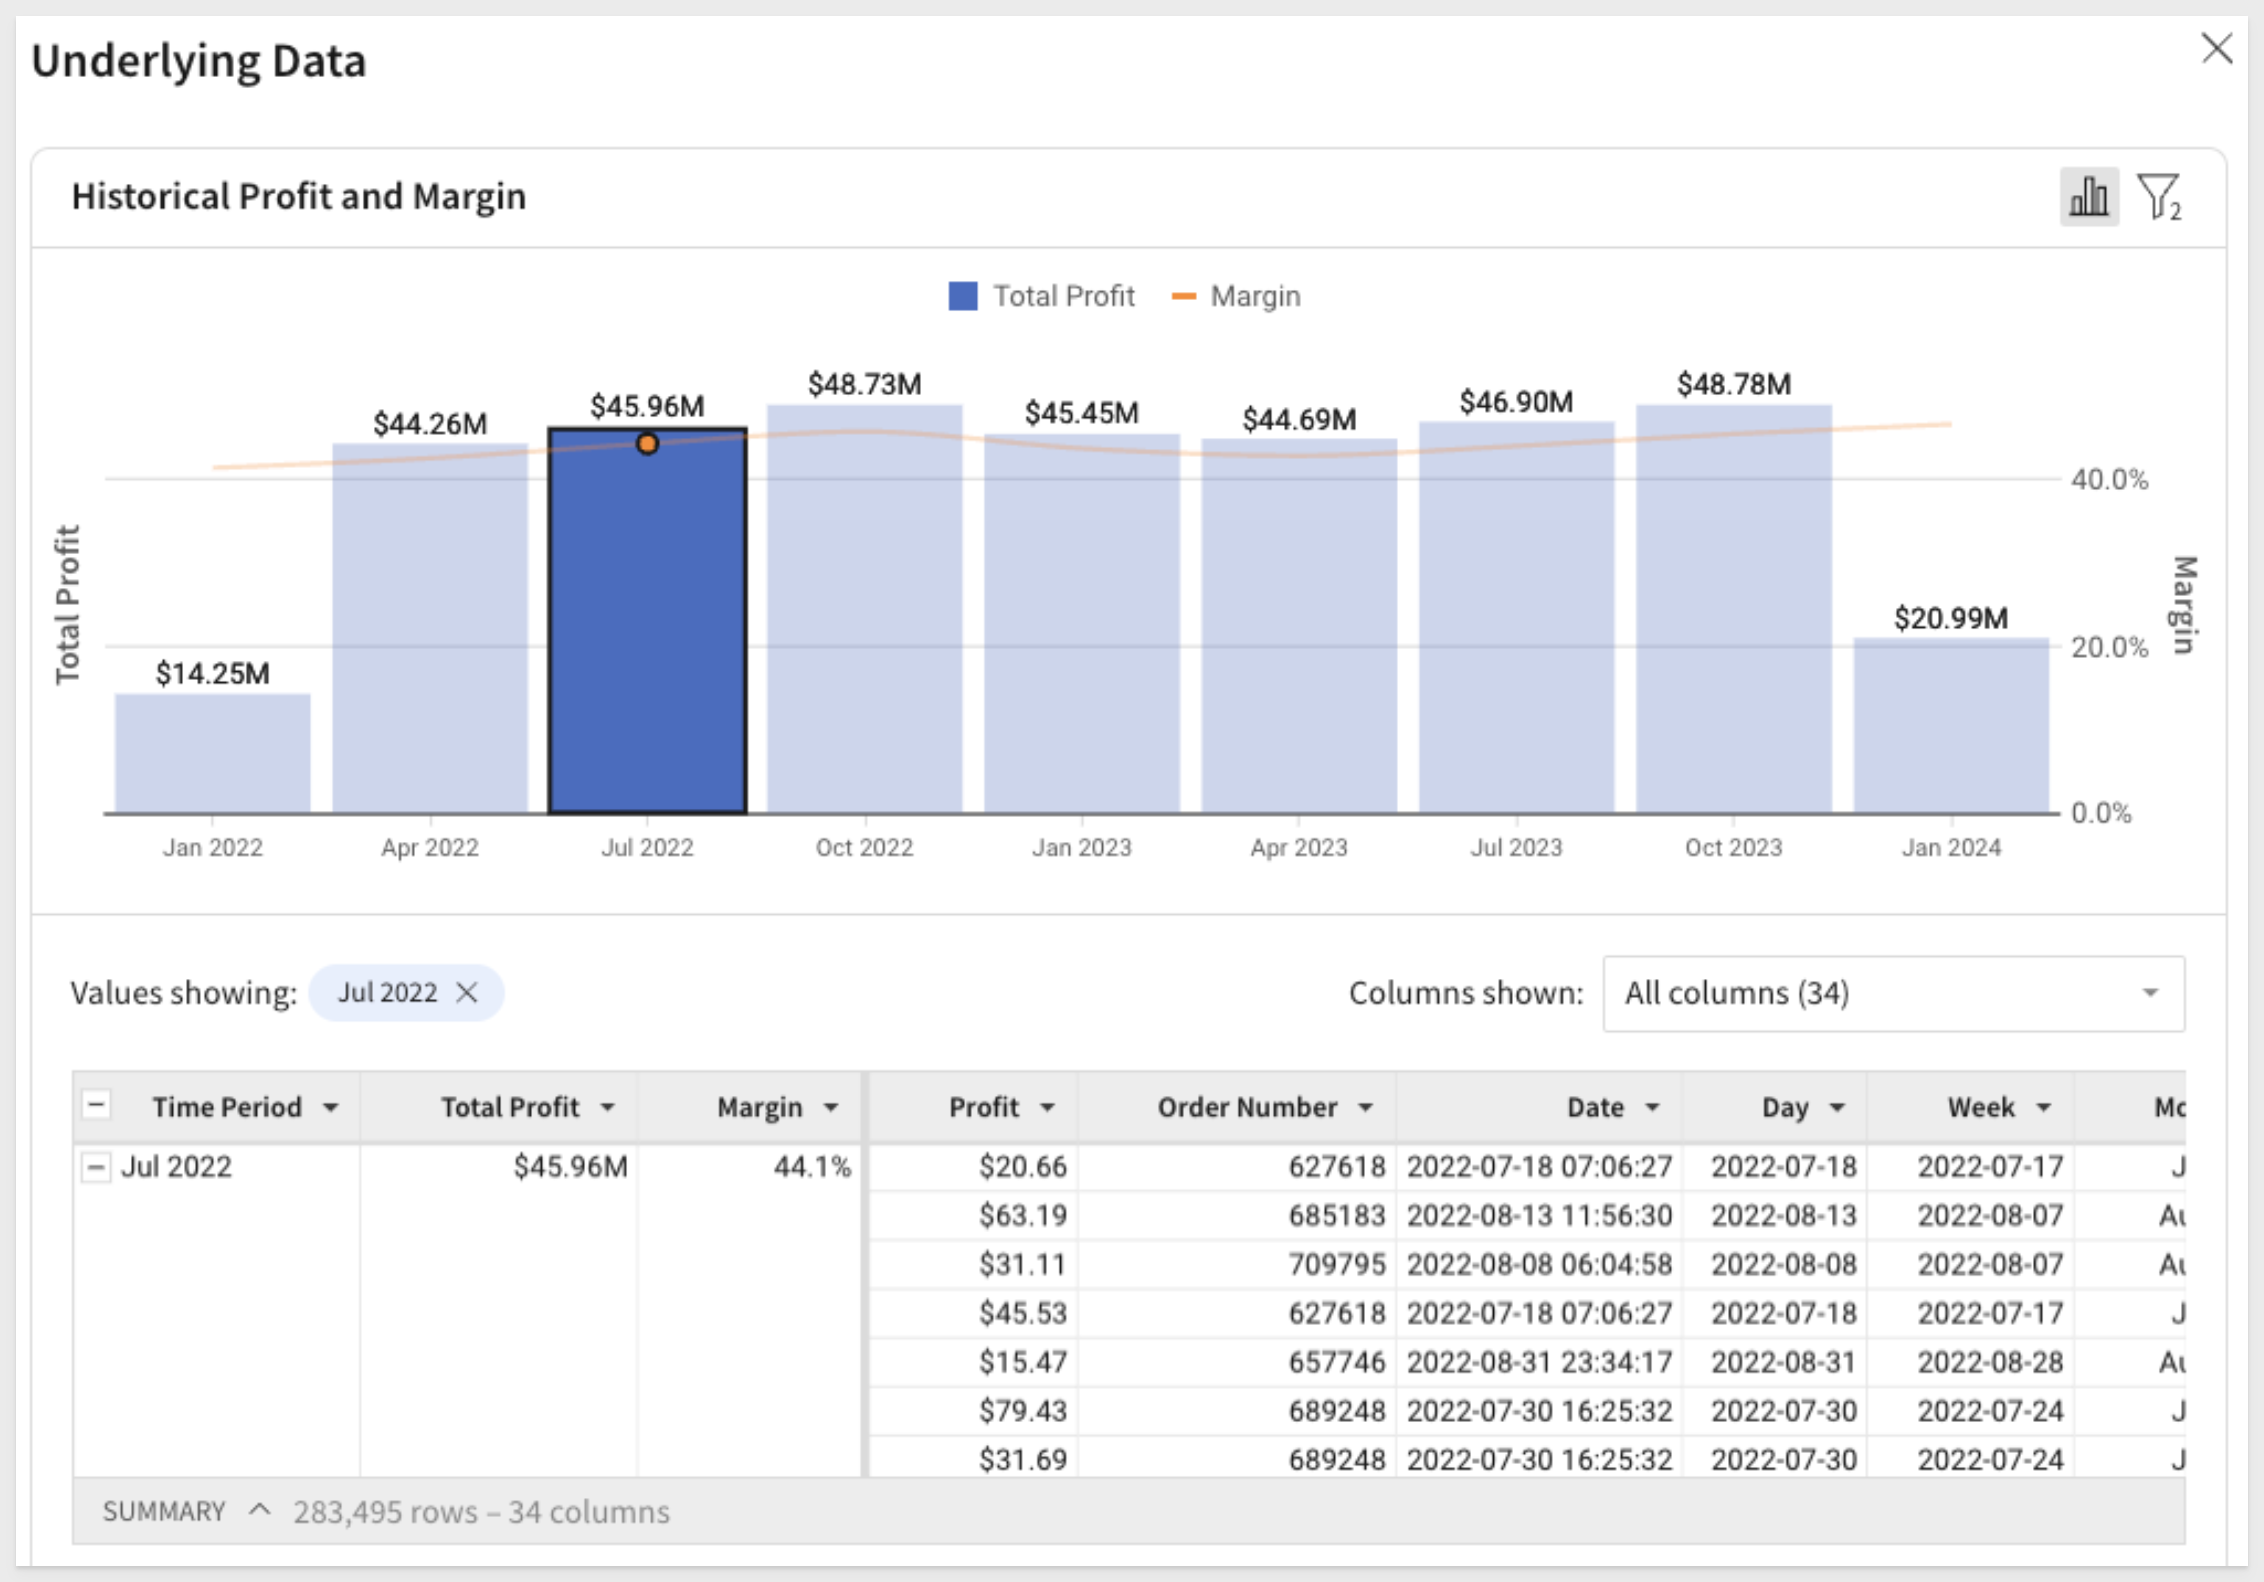 Underlying Data
Historical Profit and Margin
2
Total Profit
Margin
$14.25M
$44.26M
$45.96M
$48.73M
$45.45M
$44.69M
$46.90M
$48.78M
$20.99M
Total Profit
40.0%
20.0%
0.0%
Margin
Jan 2022 Apr 2022 Jul 2022 Oct 2022 Jan 2023 Apr 2023 Jul 2023 Oct 2023 Jan 2024
Values showing: Jul 2022
Columns shown: All columns (34)
Time Period Total Profit Margin Profit Order Number Date Day Week Mo
Jul 2022 $45.96M 44.1% $20.66 627618 2022-07-18 07:06:27 2022-07-18 2022-07-17 J
$63.19 685183 2022-08-13 11:56:30 2022-08-13 2022-08-07 Au
$31.11 709795 2022-08-08 06:04:58 2022-08-08 2022-08-07 Au
$45.53 627618 2022-07-18 07:06:27 2022-07-18 2022-07-17 J
$15.47 657746 2022-08-31 23:34:17 2022-08-31 2022-08-28 Au
$79.43 689248 2022-07-30 16:25:32 2022-07-30 2022-07-24 J
$31.69 689248 2022-07-30 16:25:32 2022-07-30 2022-07-24 J
SUMMARY 283,495 rows – 34 columns